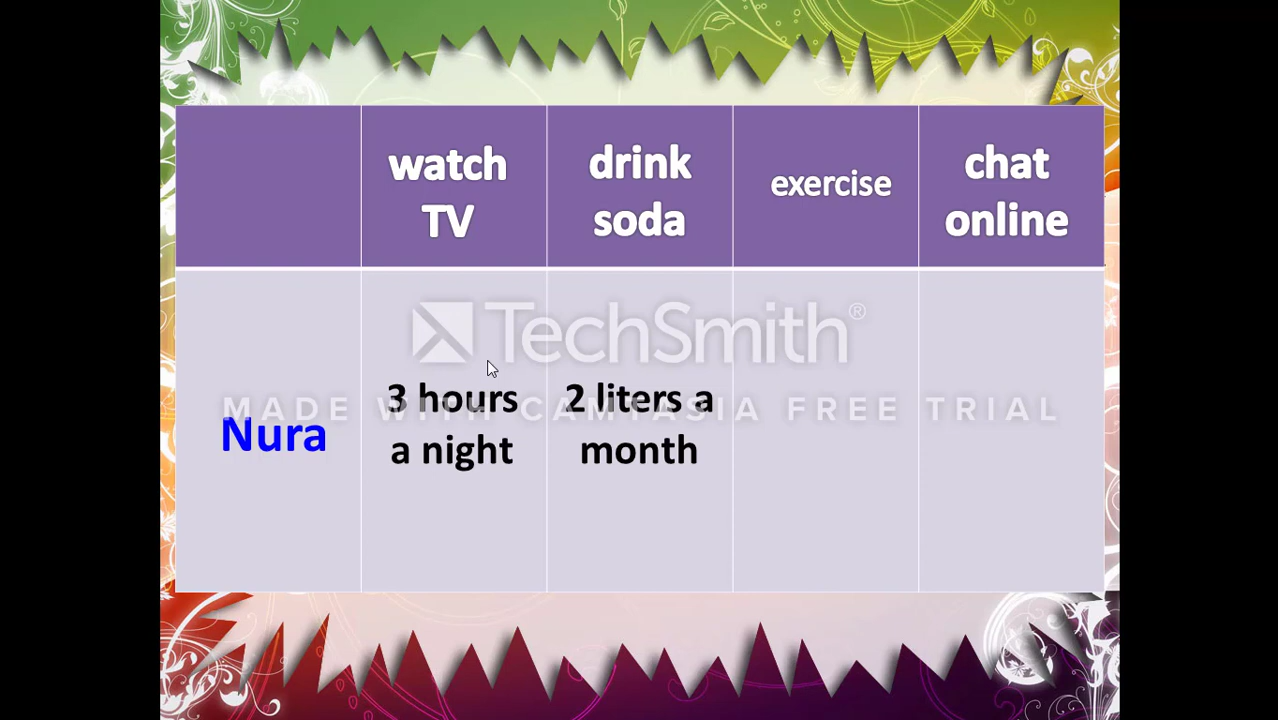 watch
TV
drink
soda
exercise
chat
online
TechSmith®
MADE WITH CAMTASIA FREE TRIAL
Nura
3 hours
a night
2 liters a
month